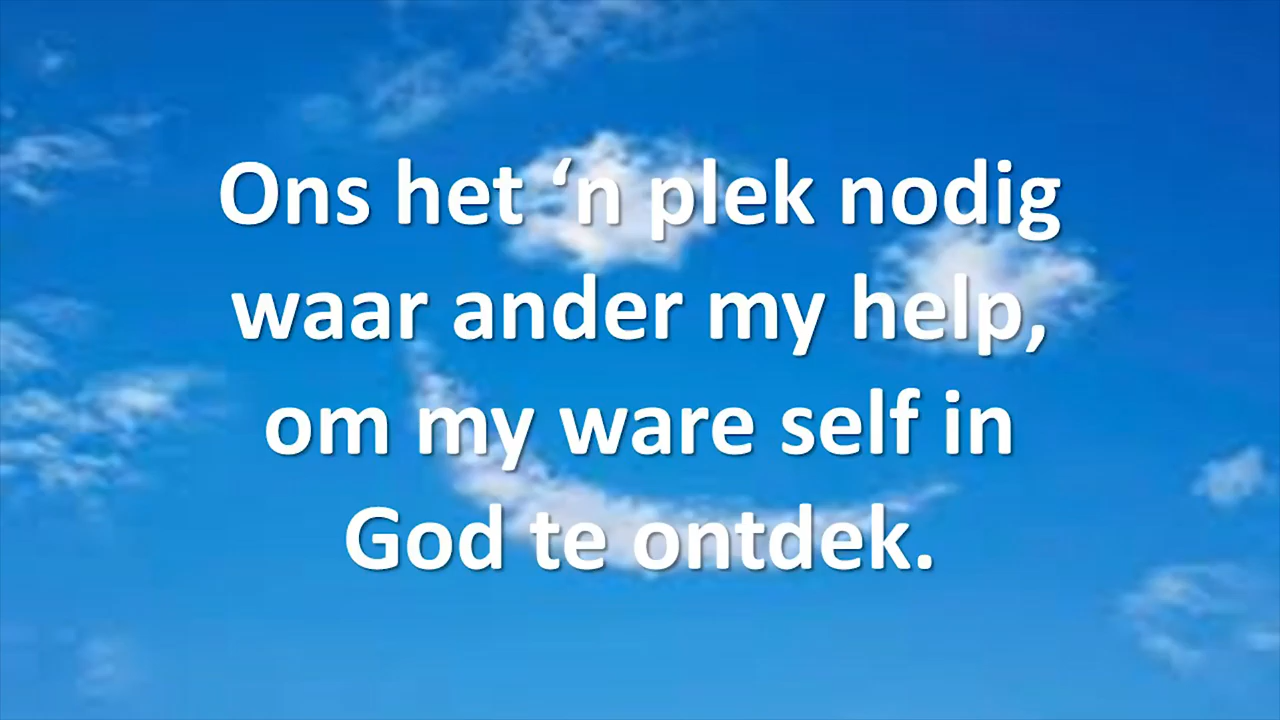 Ons het ‘n plek nodig
waar ander my help,
om my ware self in
God te ontdek.